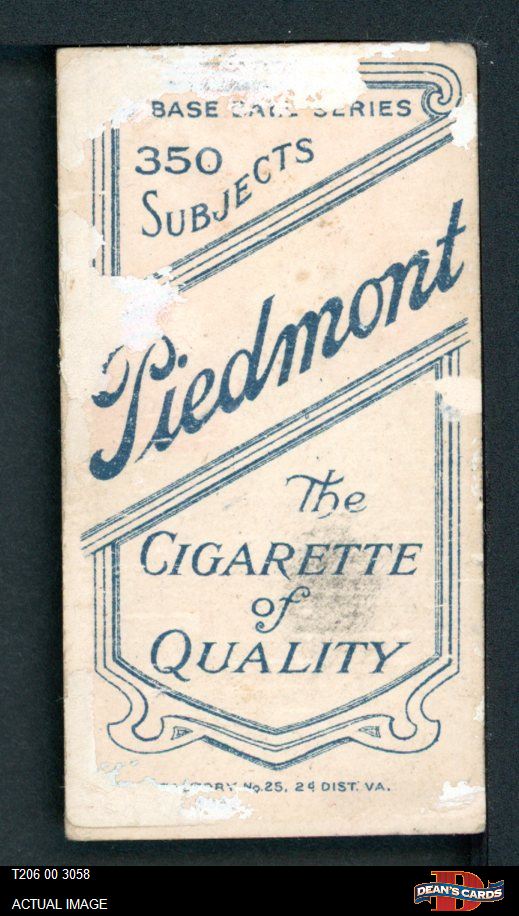 BASE BALL SERIES
350
SUBJECTS
Piedmont
The
CIGARETTE
of
QUALITY
FACTORY No. 25, 2d DIST. VA.
T206 00 3058
ACTUAL IMAGE
D
DEAN'S CARDS